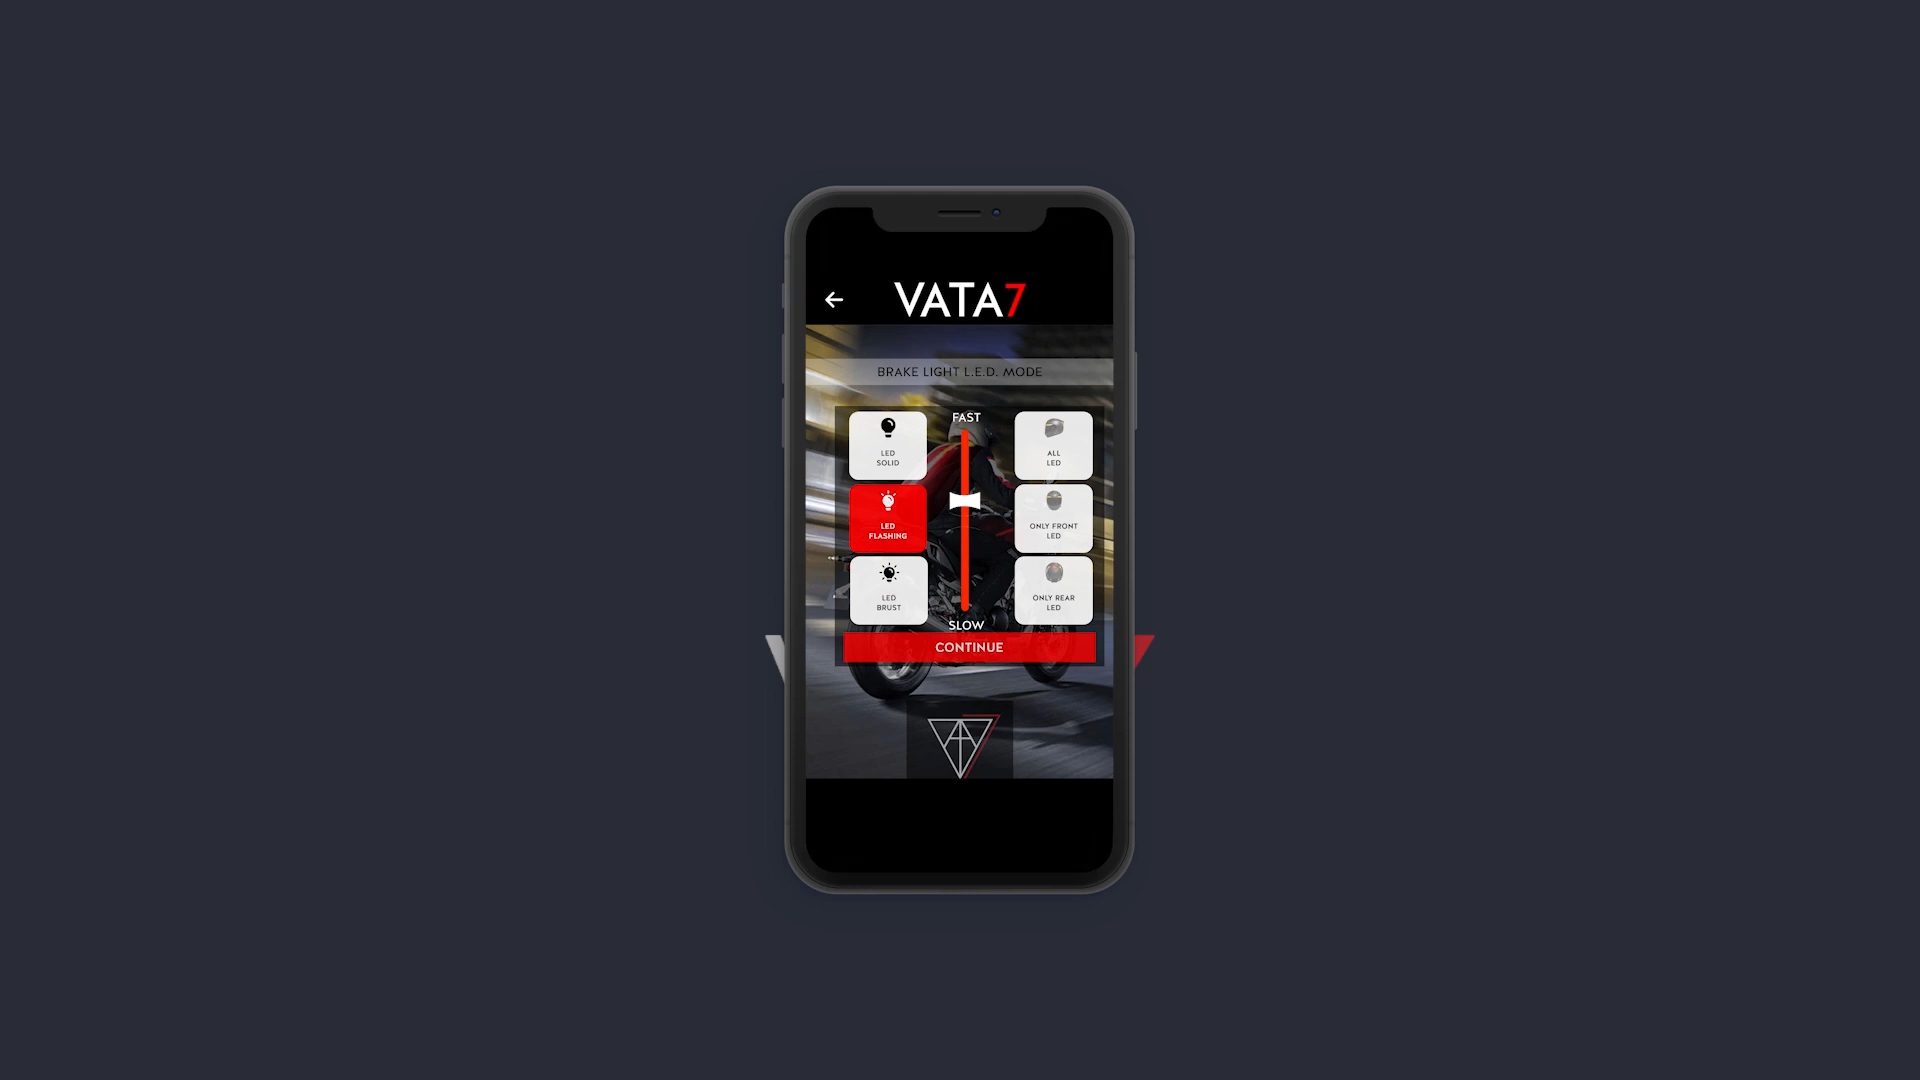 VATA7
BRAKE LIGHT L.E.D. MODE
FAST
LED
SOLID
ALL
LED
LED
FLASHING
ONLY FRONT
LED
LED
BRUST
ONLY REAR
LED
SLOW
CONTINUE